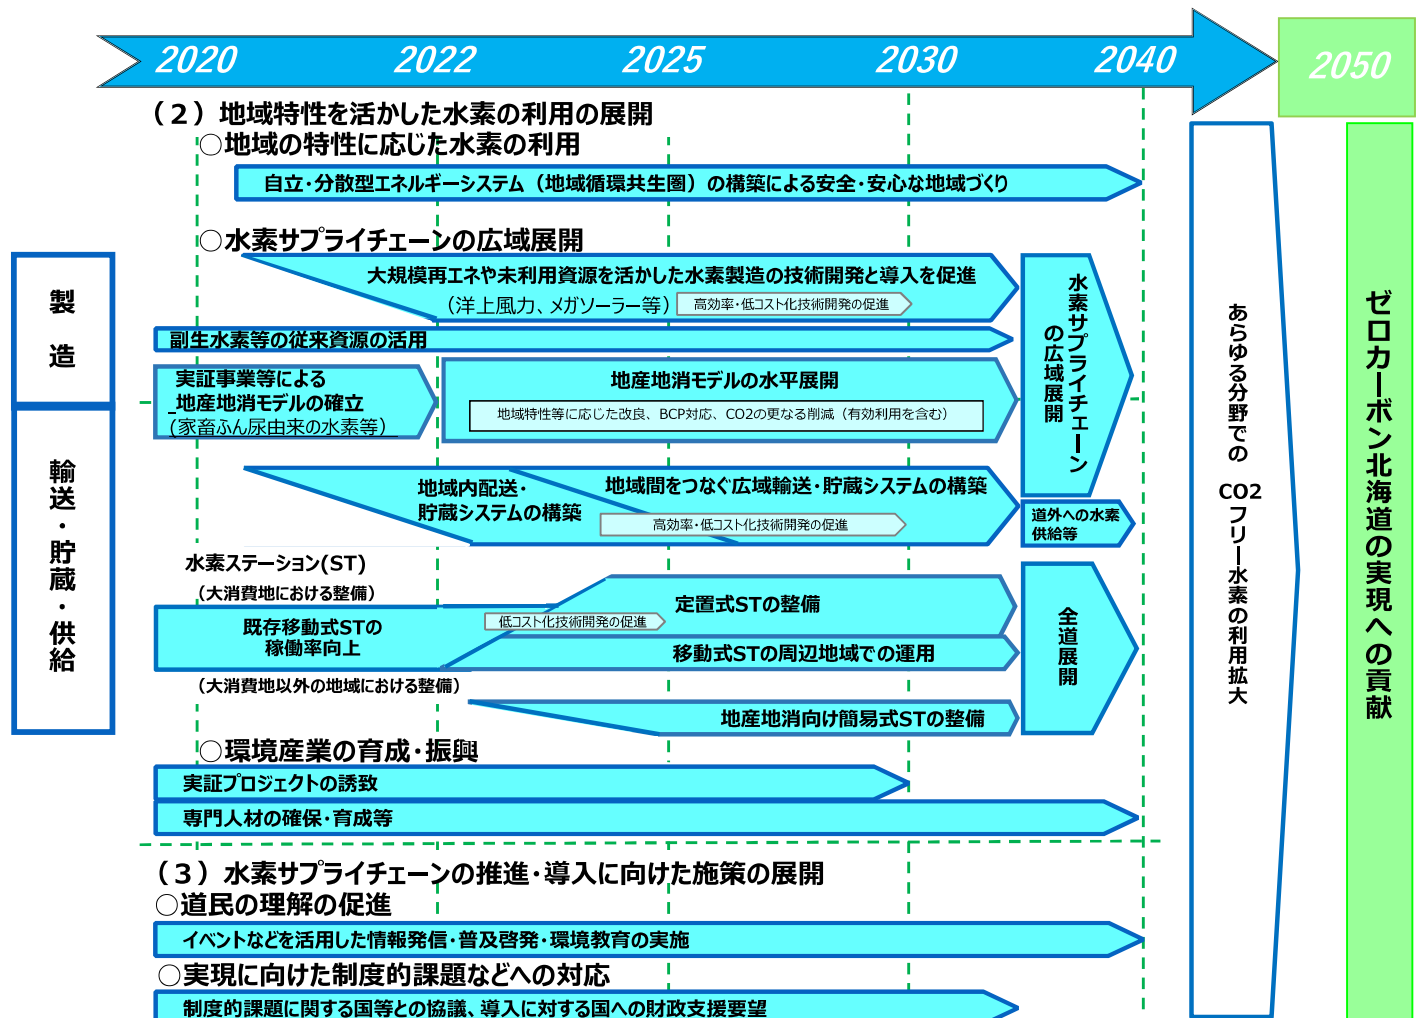 2020 2022 2025 2030 2040 2050
（２）地域特性を活かした水素の利用の展開
○地域の特性に応じた水素の利用
自立・分散型エネルギーシステム（地域循環共生圏）の構築による安全・安心な地域づくり
○水素サプライチェーンの広域展開
製造
大規模再エネや未利用資源を活かした水素製造の技術開発と導入を促進
（洋上風力、メガソーラー等）
高効率・低コスト化技術開発の促進
副生水素等の従来資源の活用
実証事業等による
地産地消モデルの確立
（家畜ふん尿由来の水素等）
地産地消モデルの水平展開
地域特性等に応じた改良、BCP対応、CO2の更なる削減（有効利用を含む）
水素サプライチェーン
の広域展開
輸送・貯蔵・供給
地域内配送・
貯蔵システムの構築
地域間をつなぐ広域輸送・貯蔵システムの構築
高効率・低コスト化技術開発の促進
道外への水素
供給等
水素ステーション(ST)
（大消費地における整備）
既存移動式STの
稼働率向上
低コスト化技術開発の促進
定置式STの整備
移動式STの周辺地域での運用
（大消費地以外の地域における整備）
地産地消向け簡易式STの整備
全道展開
○環境産業の育成・振興
実証プロジェクトの誘致
専門人材の確保・育成等
（３）水素サプライチェーンの推進・導入に向けた施策の展開
○道民の理解の促進
イベントなどを活用した情報発信・普及啓発・環境教育の実施
○実現に向けた制度的課題などへの対応
制度的課題に関する国等との協議、導入に対する国への財政支援要望
あらゆる分野での CO2フリー水素の利用拡大
ゼロカーボン北海道の実現への貢献